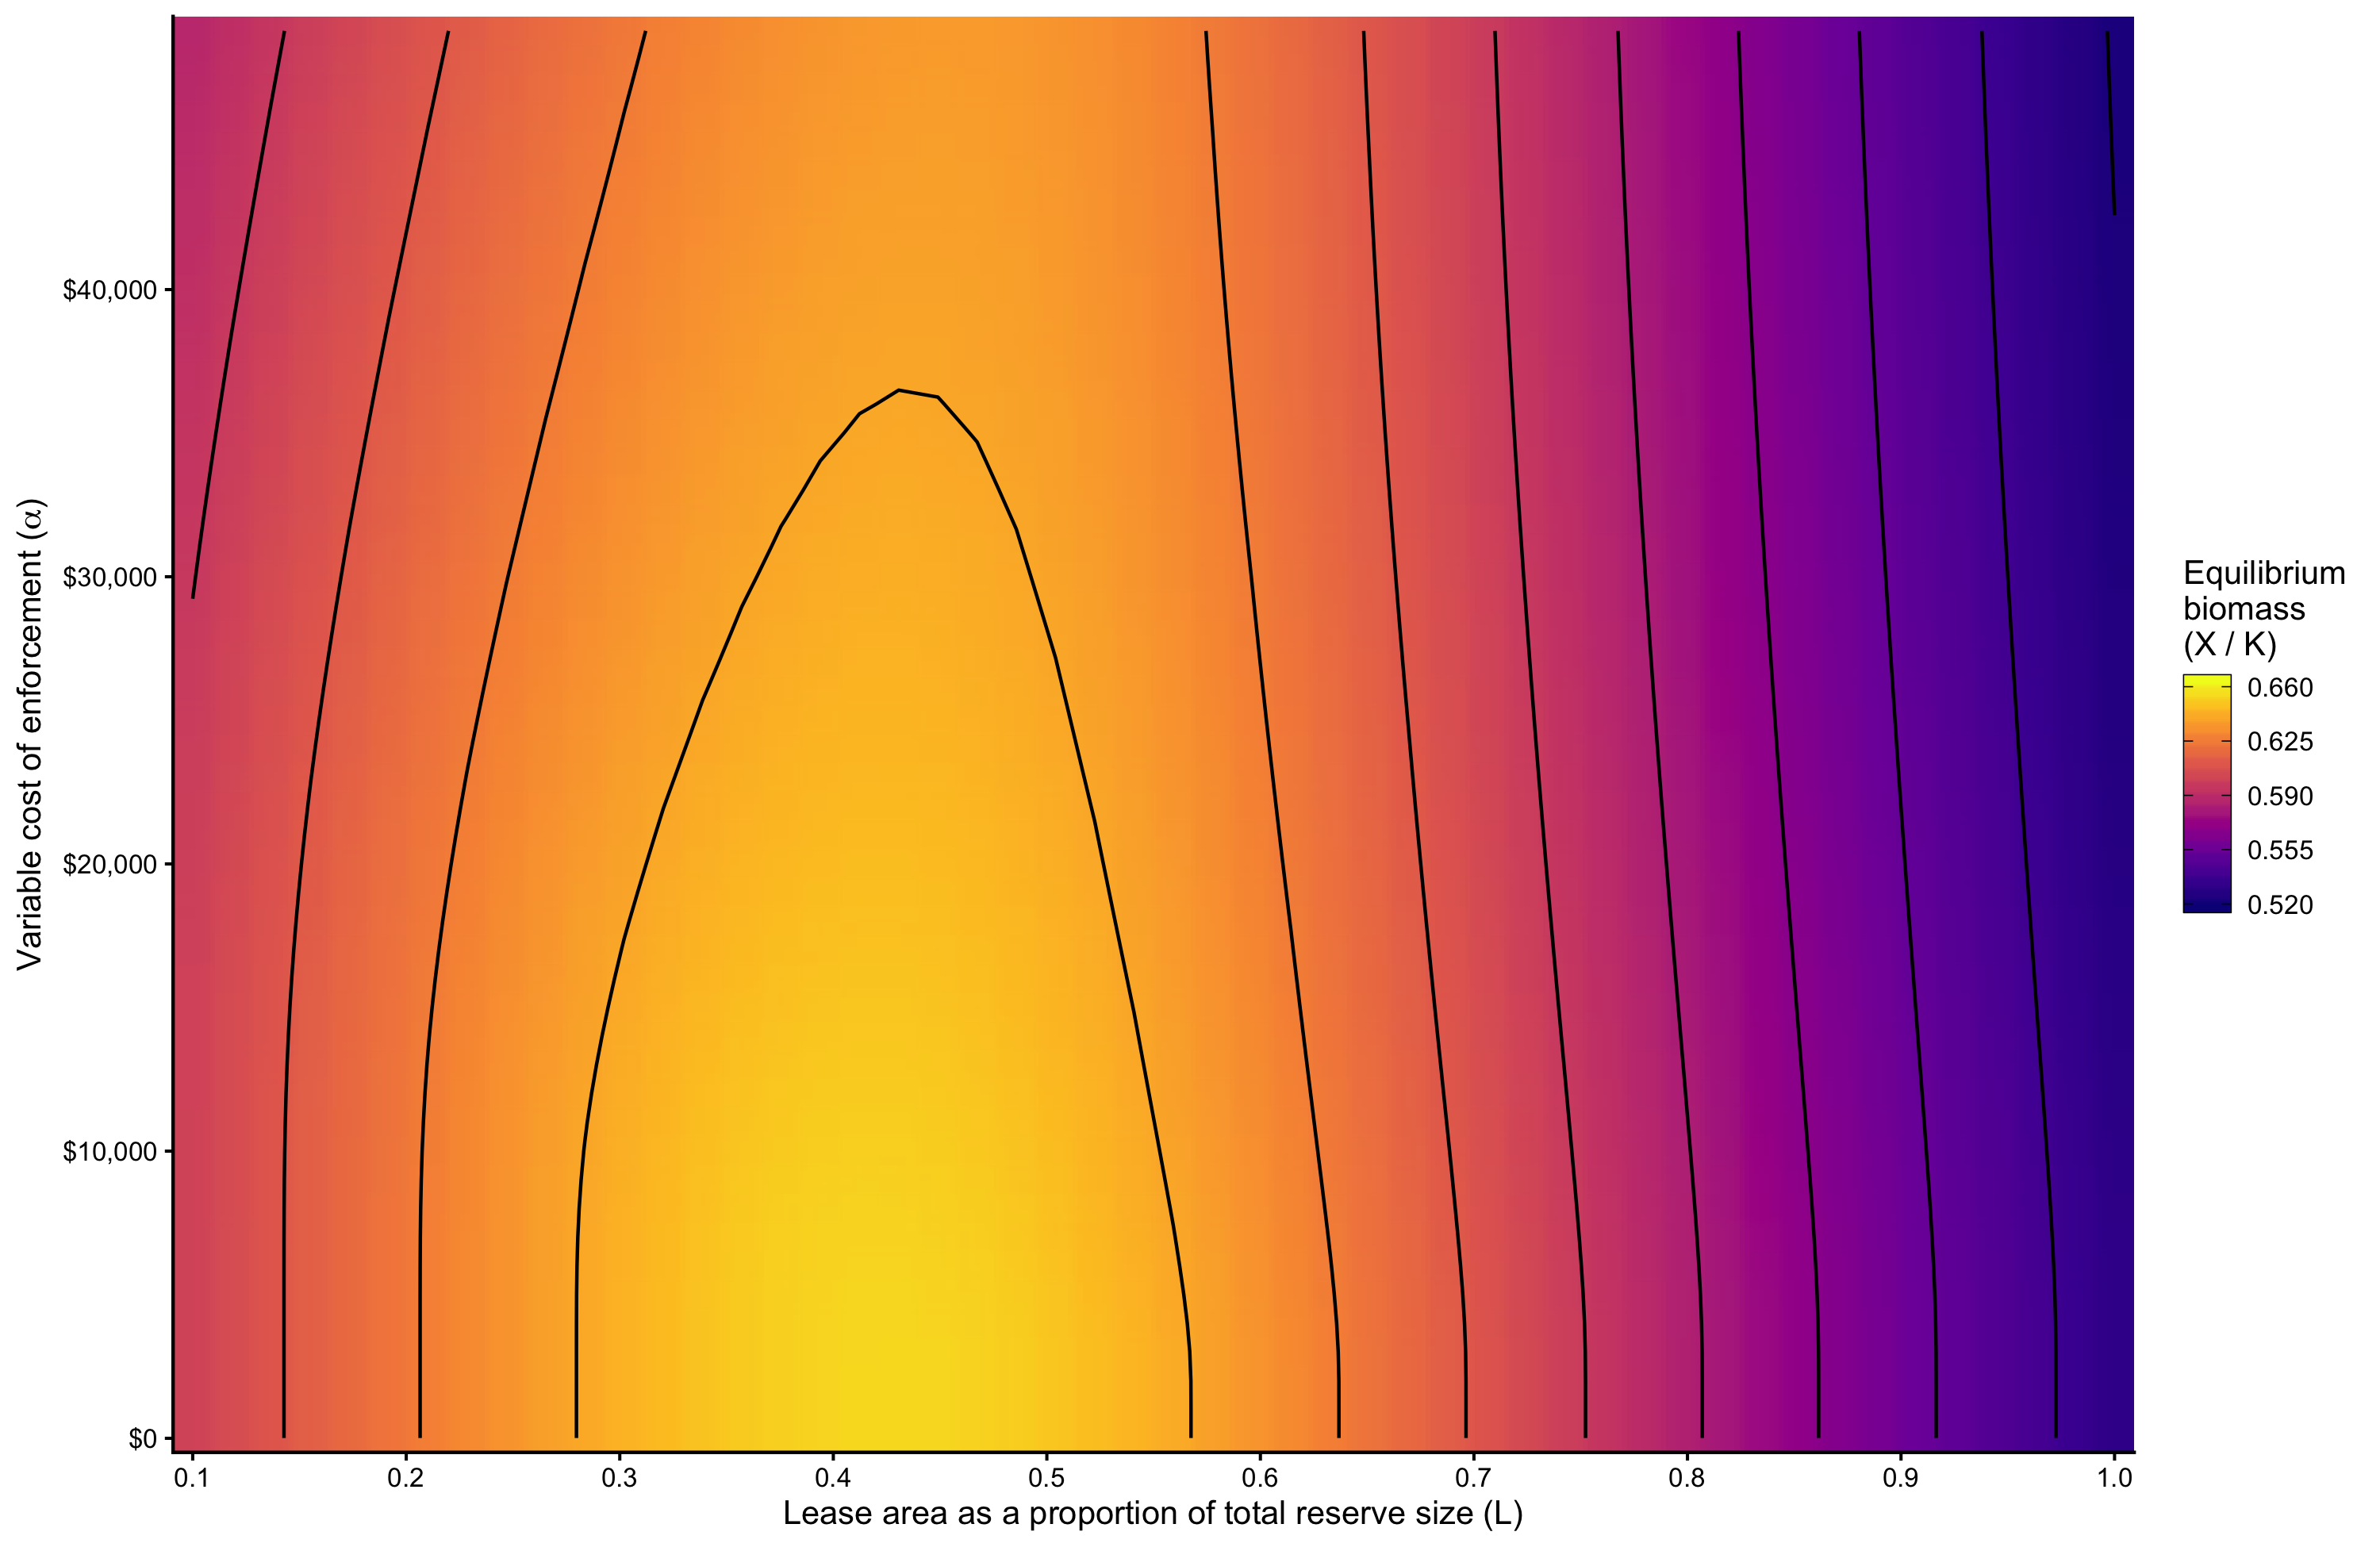 Variable cost of enforcement (α)
$40,000
$30,000
$20,000
$10,000
$0
0.1 0.2 0.3 0.4 0.5 0.6 0.7 0.8 0.9 1.0
Lease area as a proportion of total reserve size (L)
Equilibrium
biomass
(X / K)
0.660
0.625
0.590
0.555
0.520